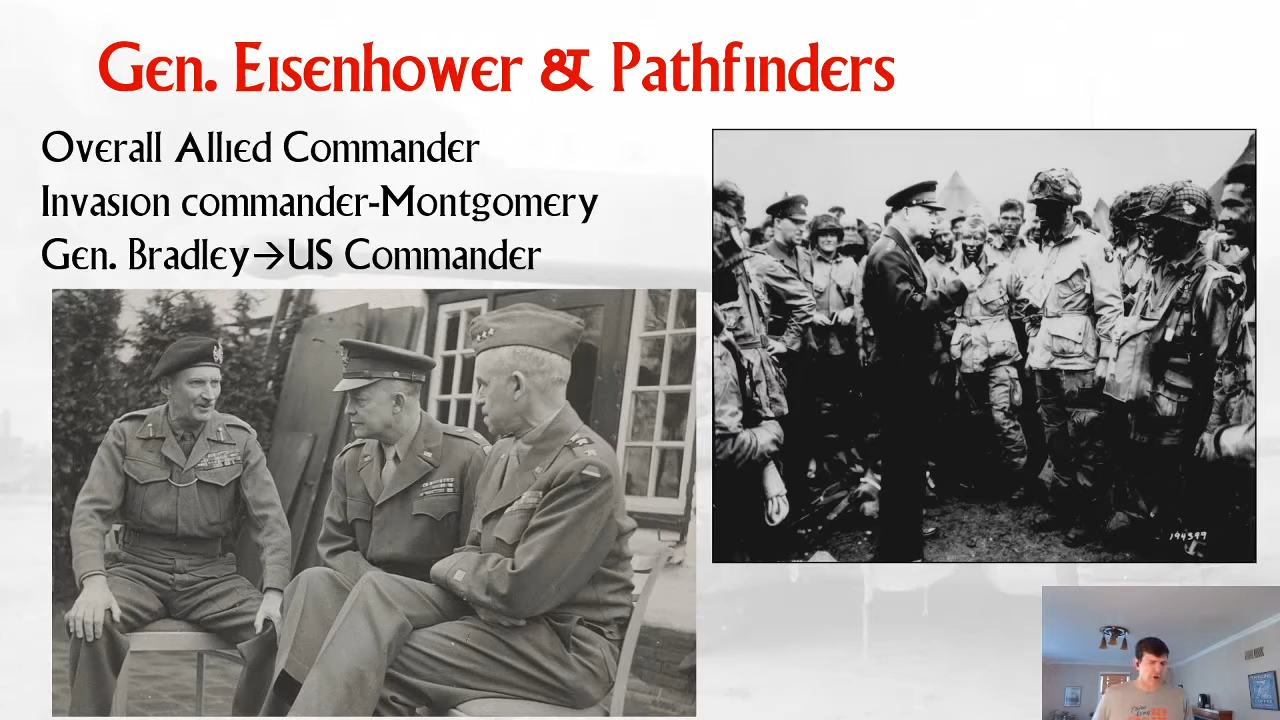 Gen. Eisenhower & Pathfinders
Overall Allied Commander
Invasion commander-Montgomery
Gen. Bradley→US Commander
194399